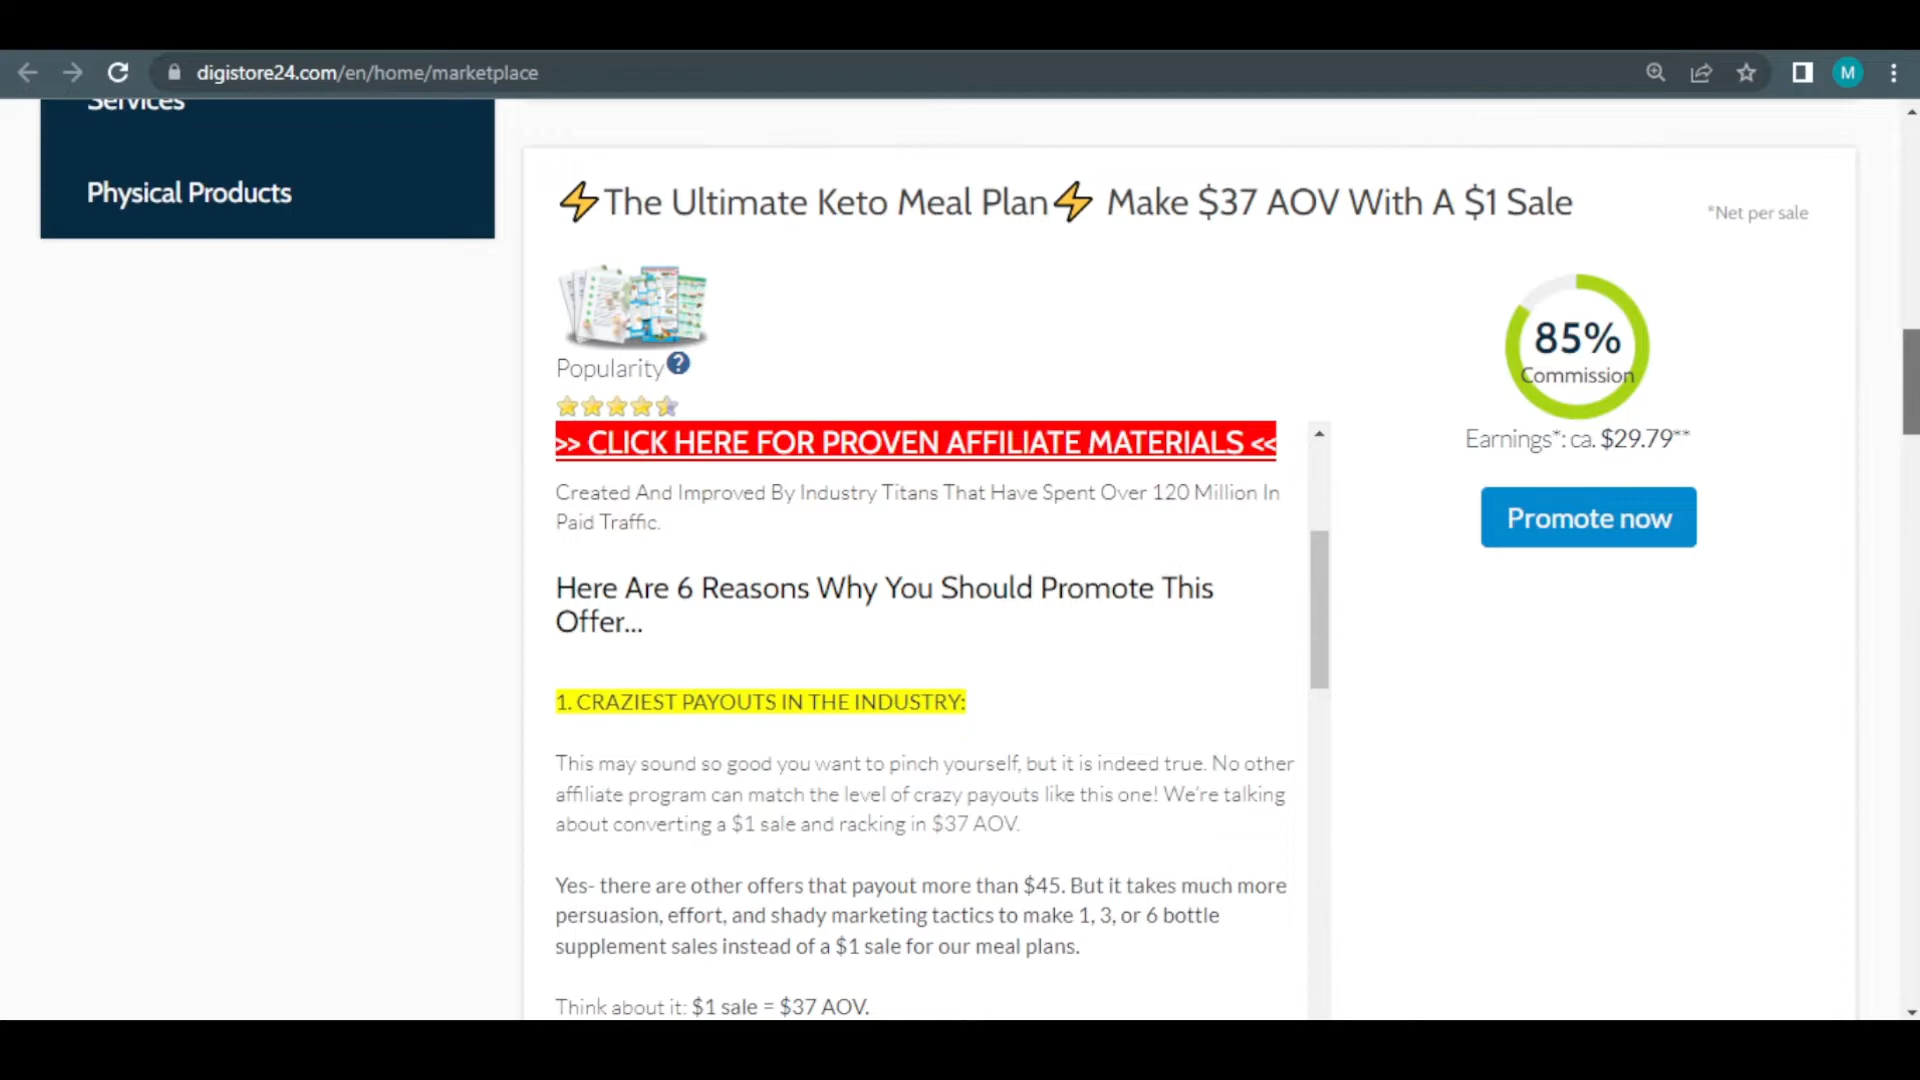 digistore24.com/en/home/marketplace
M
Services
Physical Products
⚡The Ultimate Keto Meal Plan⚡ Make $37 AOV With A $1 Sale
*Net per sale
85%
Commission
Popularity ?
Earnings*: ca. $29.79**
Promote now
>> CLICK HERE FOR PROVEN AFFILIATE MATERIALS <<
Created And Improved By Industry Titans That Have Spent Over 120 Million In
Paid Traffic.
Here Are 6 Reasons Why You Should Promote This
Offer...
1. CRAZIEST PAYOUTS IN THE INDUSTRY:
This may sound so good you want to pinch yourself, but it is indeed true. No other
affiliate program can match the level of crazy payouts like this one! We're talking
about converting a $1 sale and racking in $37 AOV.
Yes- there are other offers that payout more than $45. But it takes much more
persuasion, effort, and shady marketing tactics to make 1, 3, or 6 bottle
supplement sales instead of a $1 sale for our meal plans.
Think about it: $1 sale = $37 AOV.